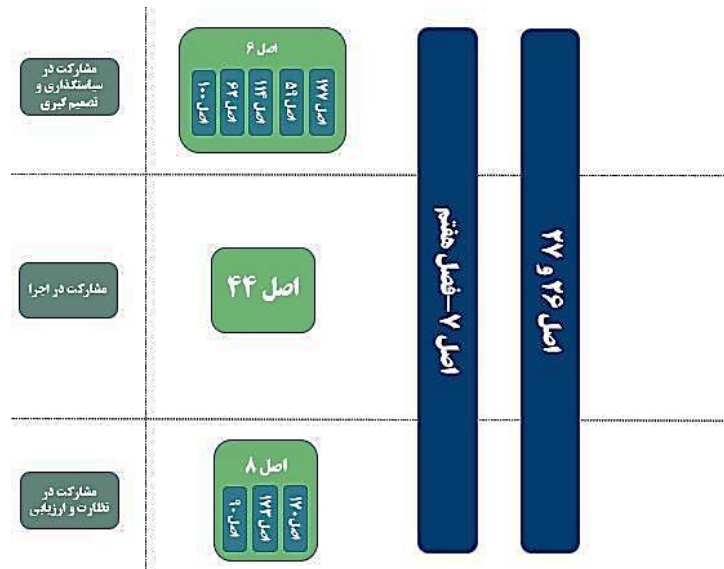 مشارکت در
سیاستگذاری و
تصمیم گیری
اصل ۶
اصل ۱۰۰
اصل ۶۲
اصل ۱۱۴
اصل ۵۹
اصل ۱۷۷
مشارکت در اجرا
اصل ۴۴
اصل ۷-فصل هفتم
اصل ۲۶ و ۲۷
مشارکت در
نظارت و ارزیابی
اصل ۸
اصل ۹۰
اصل ۱۷۳
اصل ۱۷۰